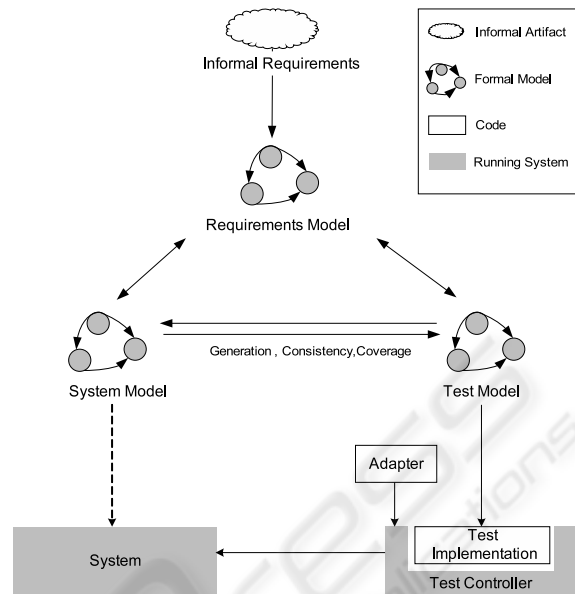 Informal Requirements
Requirements Model
System Model
Generation , Consistency,Coverage
Test Model
Adapter
System
Test
Implementation
Test Controller
Informal Artifact
Formal Model
Code
Running System